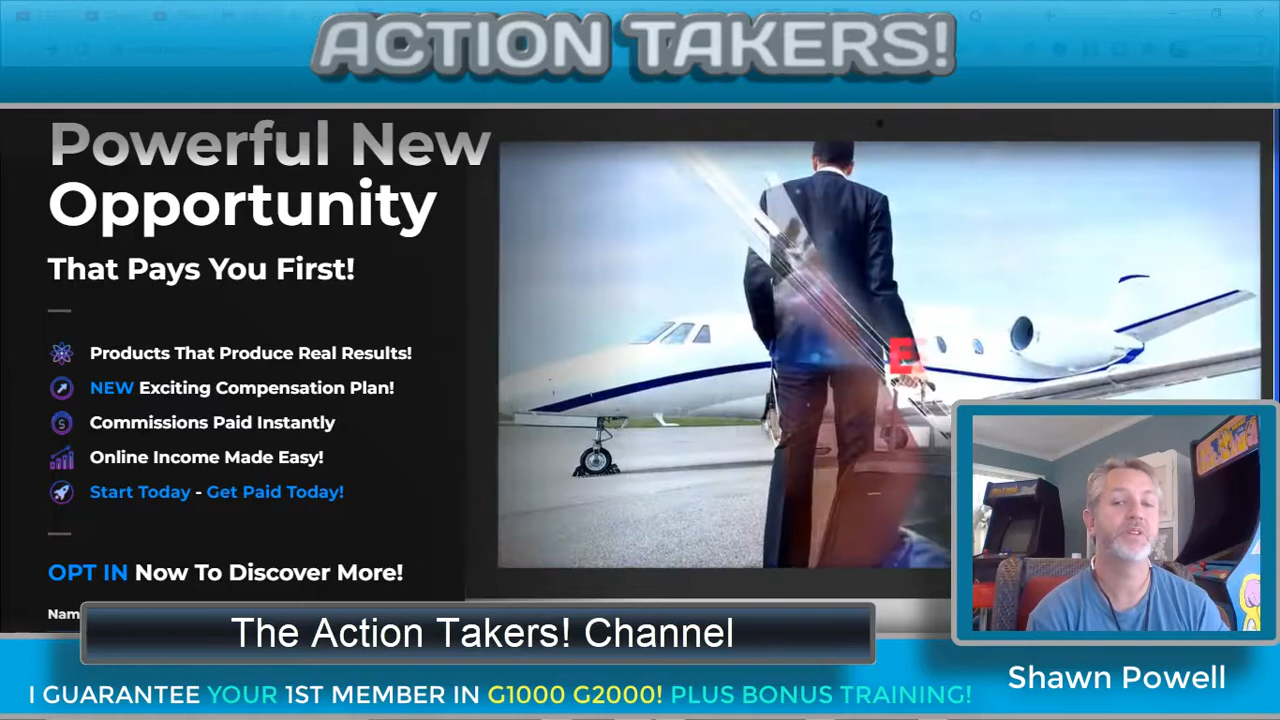 ACTION TAKERS!
Powerful New
Opportunity
That Pays You First!
Products That Produce Real Results!
NEW Exciting Compensation Plan!
Commissions Paid Instantly
Online Income Made Easy!
Start Today - Get Paid Today!
OPT IN Now To Discover More!
Nam
E
The Action Takers! Channel
Shawn Powell
I GUARANTEE YOUR 1ST MEMBER IN G1000 G2000! PLUS BONUS TRAINING!